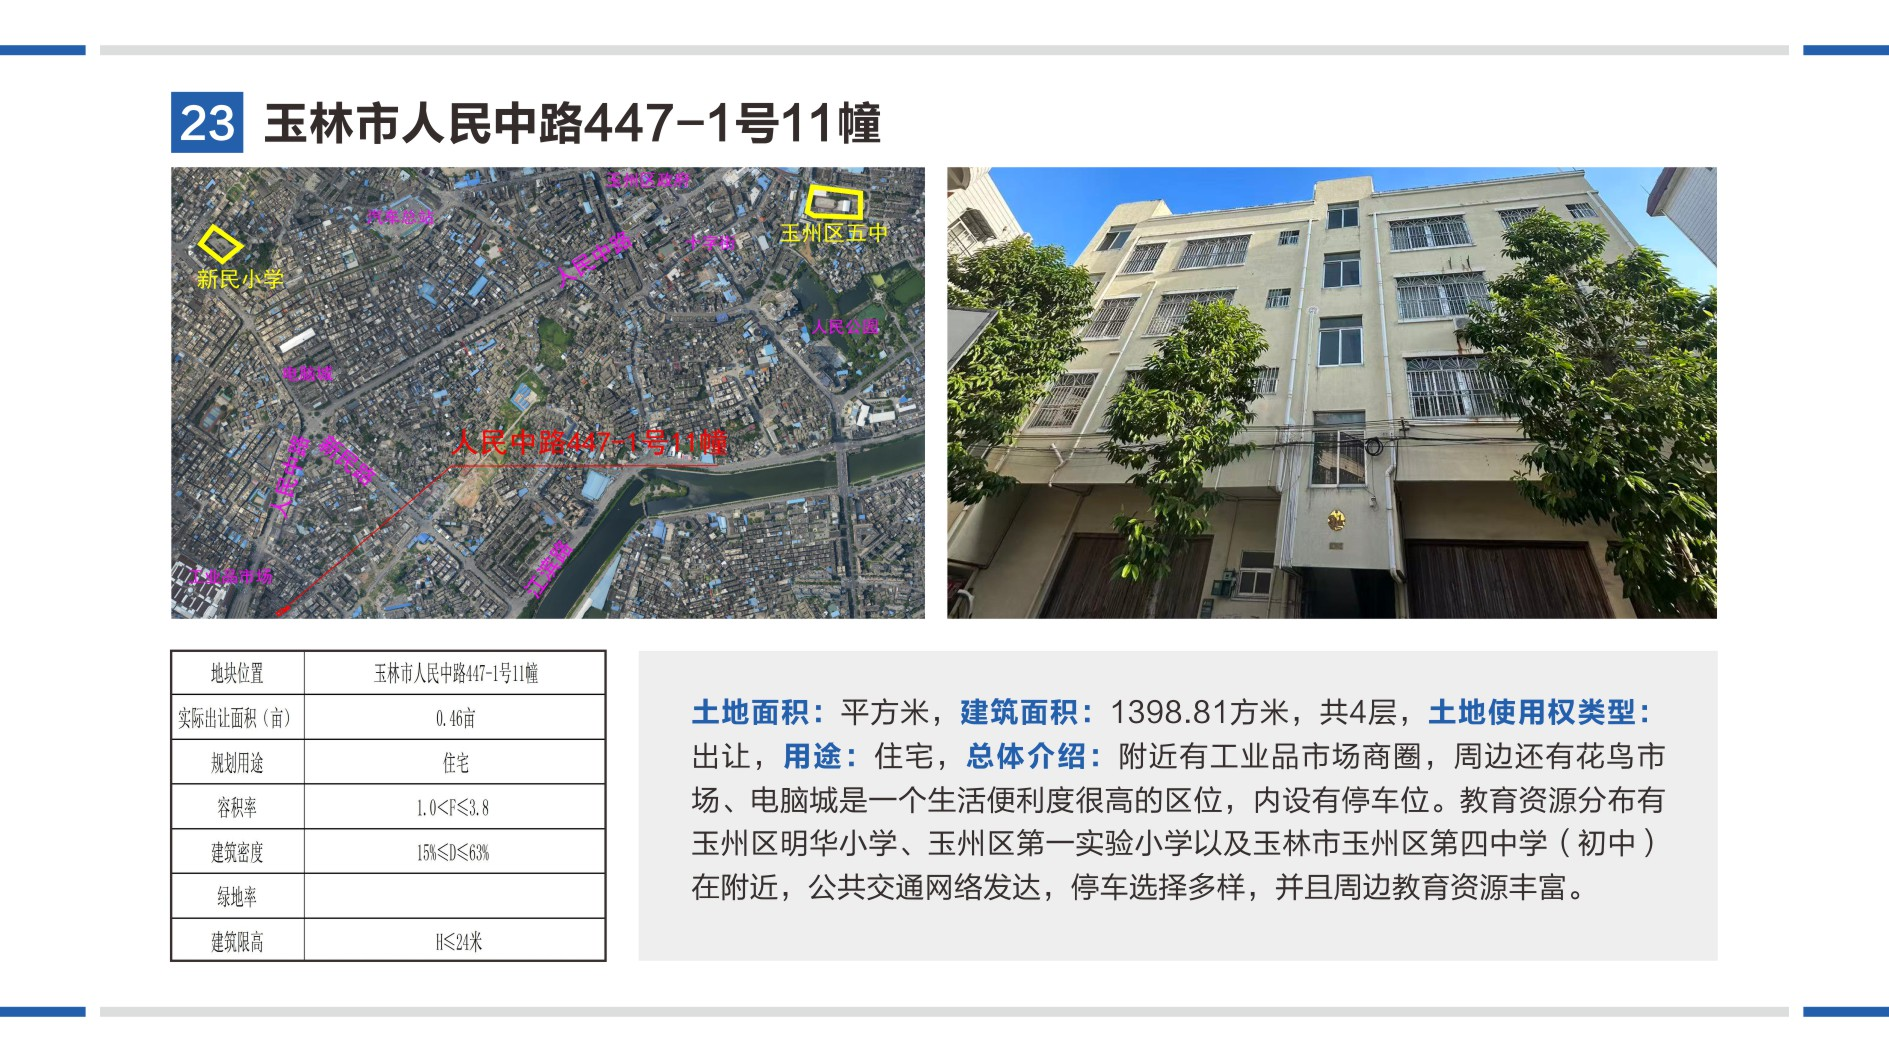 23 玉林市人民中路447-1号11幢
玉州区政府
汽车总站
玉州区五中
十字街
人民中路
新民小学
人民公园
电脑城
人民中路447-1号11幢
人民中路
新民路
江滨路
工业品市场
地块位置 玉林市人民中路447-1号11幢
实际出让面积（亩） 0.46亩
规划用途 住宅
容积率 1.0<F≤3.8
建筑密度 15%≤D≤63%
绿地率
建筑限高 H≤24米
土地面积：平方米，建筑面积：1398.81方米，共4层，土地使用权类型：
出让，用途：住宅，总体介绍：附近有工业品市场商圈，周边还有花鸟市
场、电脑城是一个生活便利度很高的区位，内设有停车位。教育资源分布有
玉州区明华小学、玉州区第一实验小学以及玉林市玉州区第四中学（初中）
在附近，公共交通网络发达，停车选择多样，并且周边教育资源丰富。